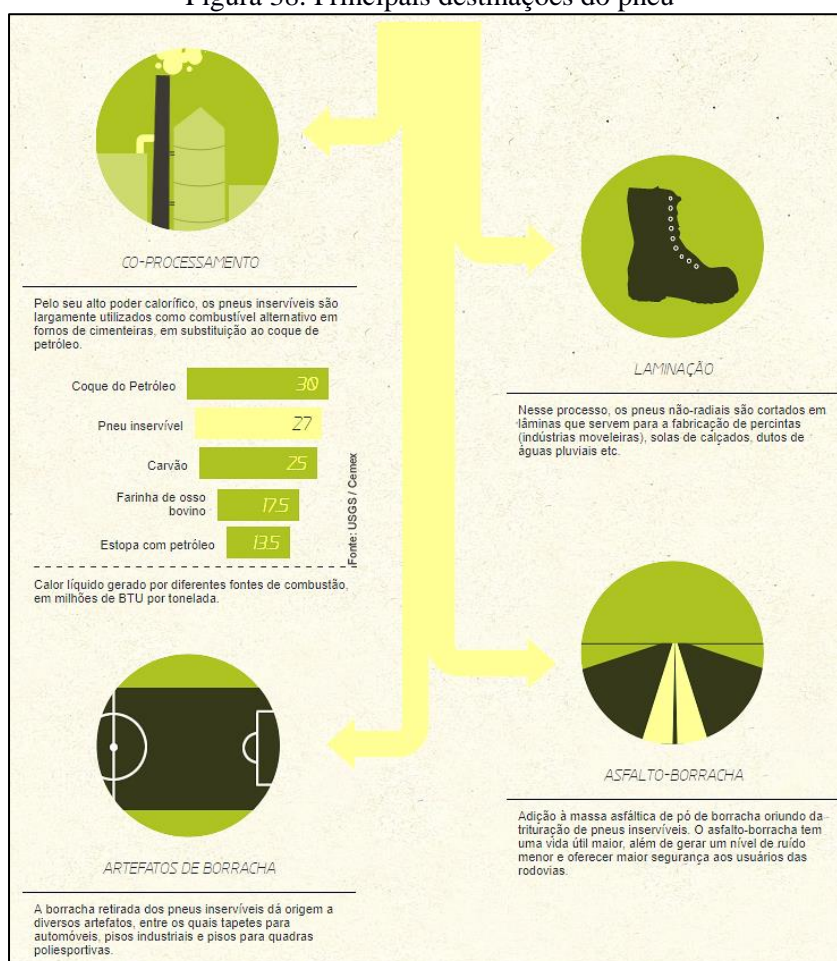 Figura 38. Principais destinações do pneu
CO-PROCESSAMENTO
Pelo seu alto poder calorífico, os pneus inservíveis são
largamente utilizados como combustível alternativo em
fornos de cimenteiras, em substituição ao coque de
petróleo.
Coque do Petróleo 30
Pneu inservível 27
Carvão 25
Farinha de osso
bovino 17.5
Estopa com petróleo 13.5
Fonte: USGS / Cemex
Calor líquido gerado por diferentes fontes de combustão,
em milhões de BTU por tonelada.
LAMINAÇÃO
Nesse processo, os pneus não-radiais são cortados em
lâminas que servem para a fabricação de percintas
(indústrias moveleiras), solas de calçados, dutos de
águas pluviais etc.
ARTEFATOS DE BORRACHA
A borracha retirada dos pneus inservíveis dá origem a
diversos artefatos, entre os quais tapetes para
automóveis, pisos industriais e pisos para quadras
poliesportivas.
ASFALTO-BORRACHA
Adição à massa asfáltica de pó de borracha oriundo da
trituração de pneus inservíveis. O asfalto-borracha tem
uma vida útil maior, além de gerar um nível de ruído
menor e oferecer maior segurança aos usuários das
rodovias.